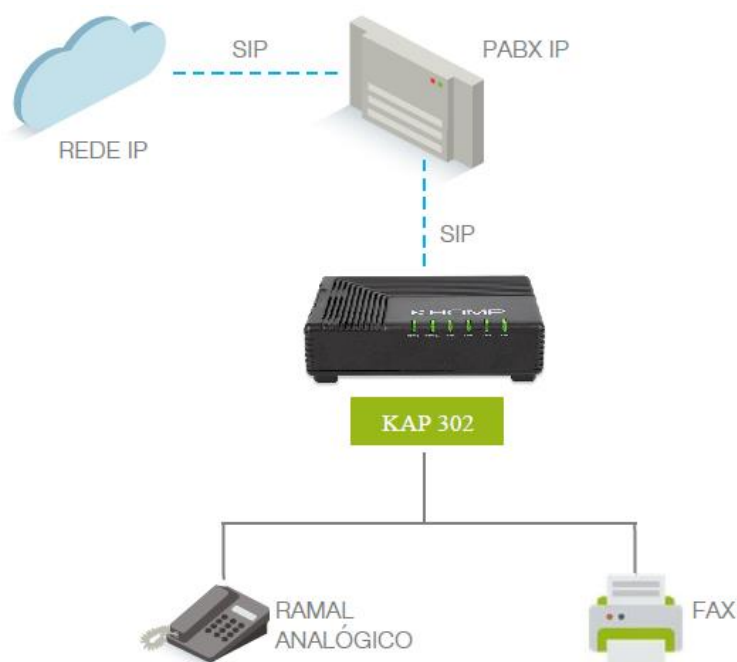 SIP
PABX IP
REDE IP
SIP
KHOMP
KAP 302
RAMAL
ANALÓGICO
FAX